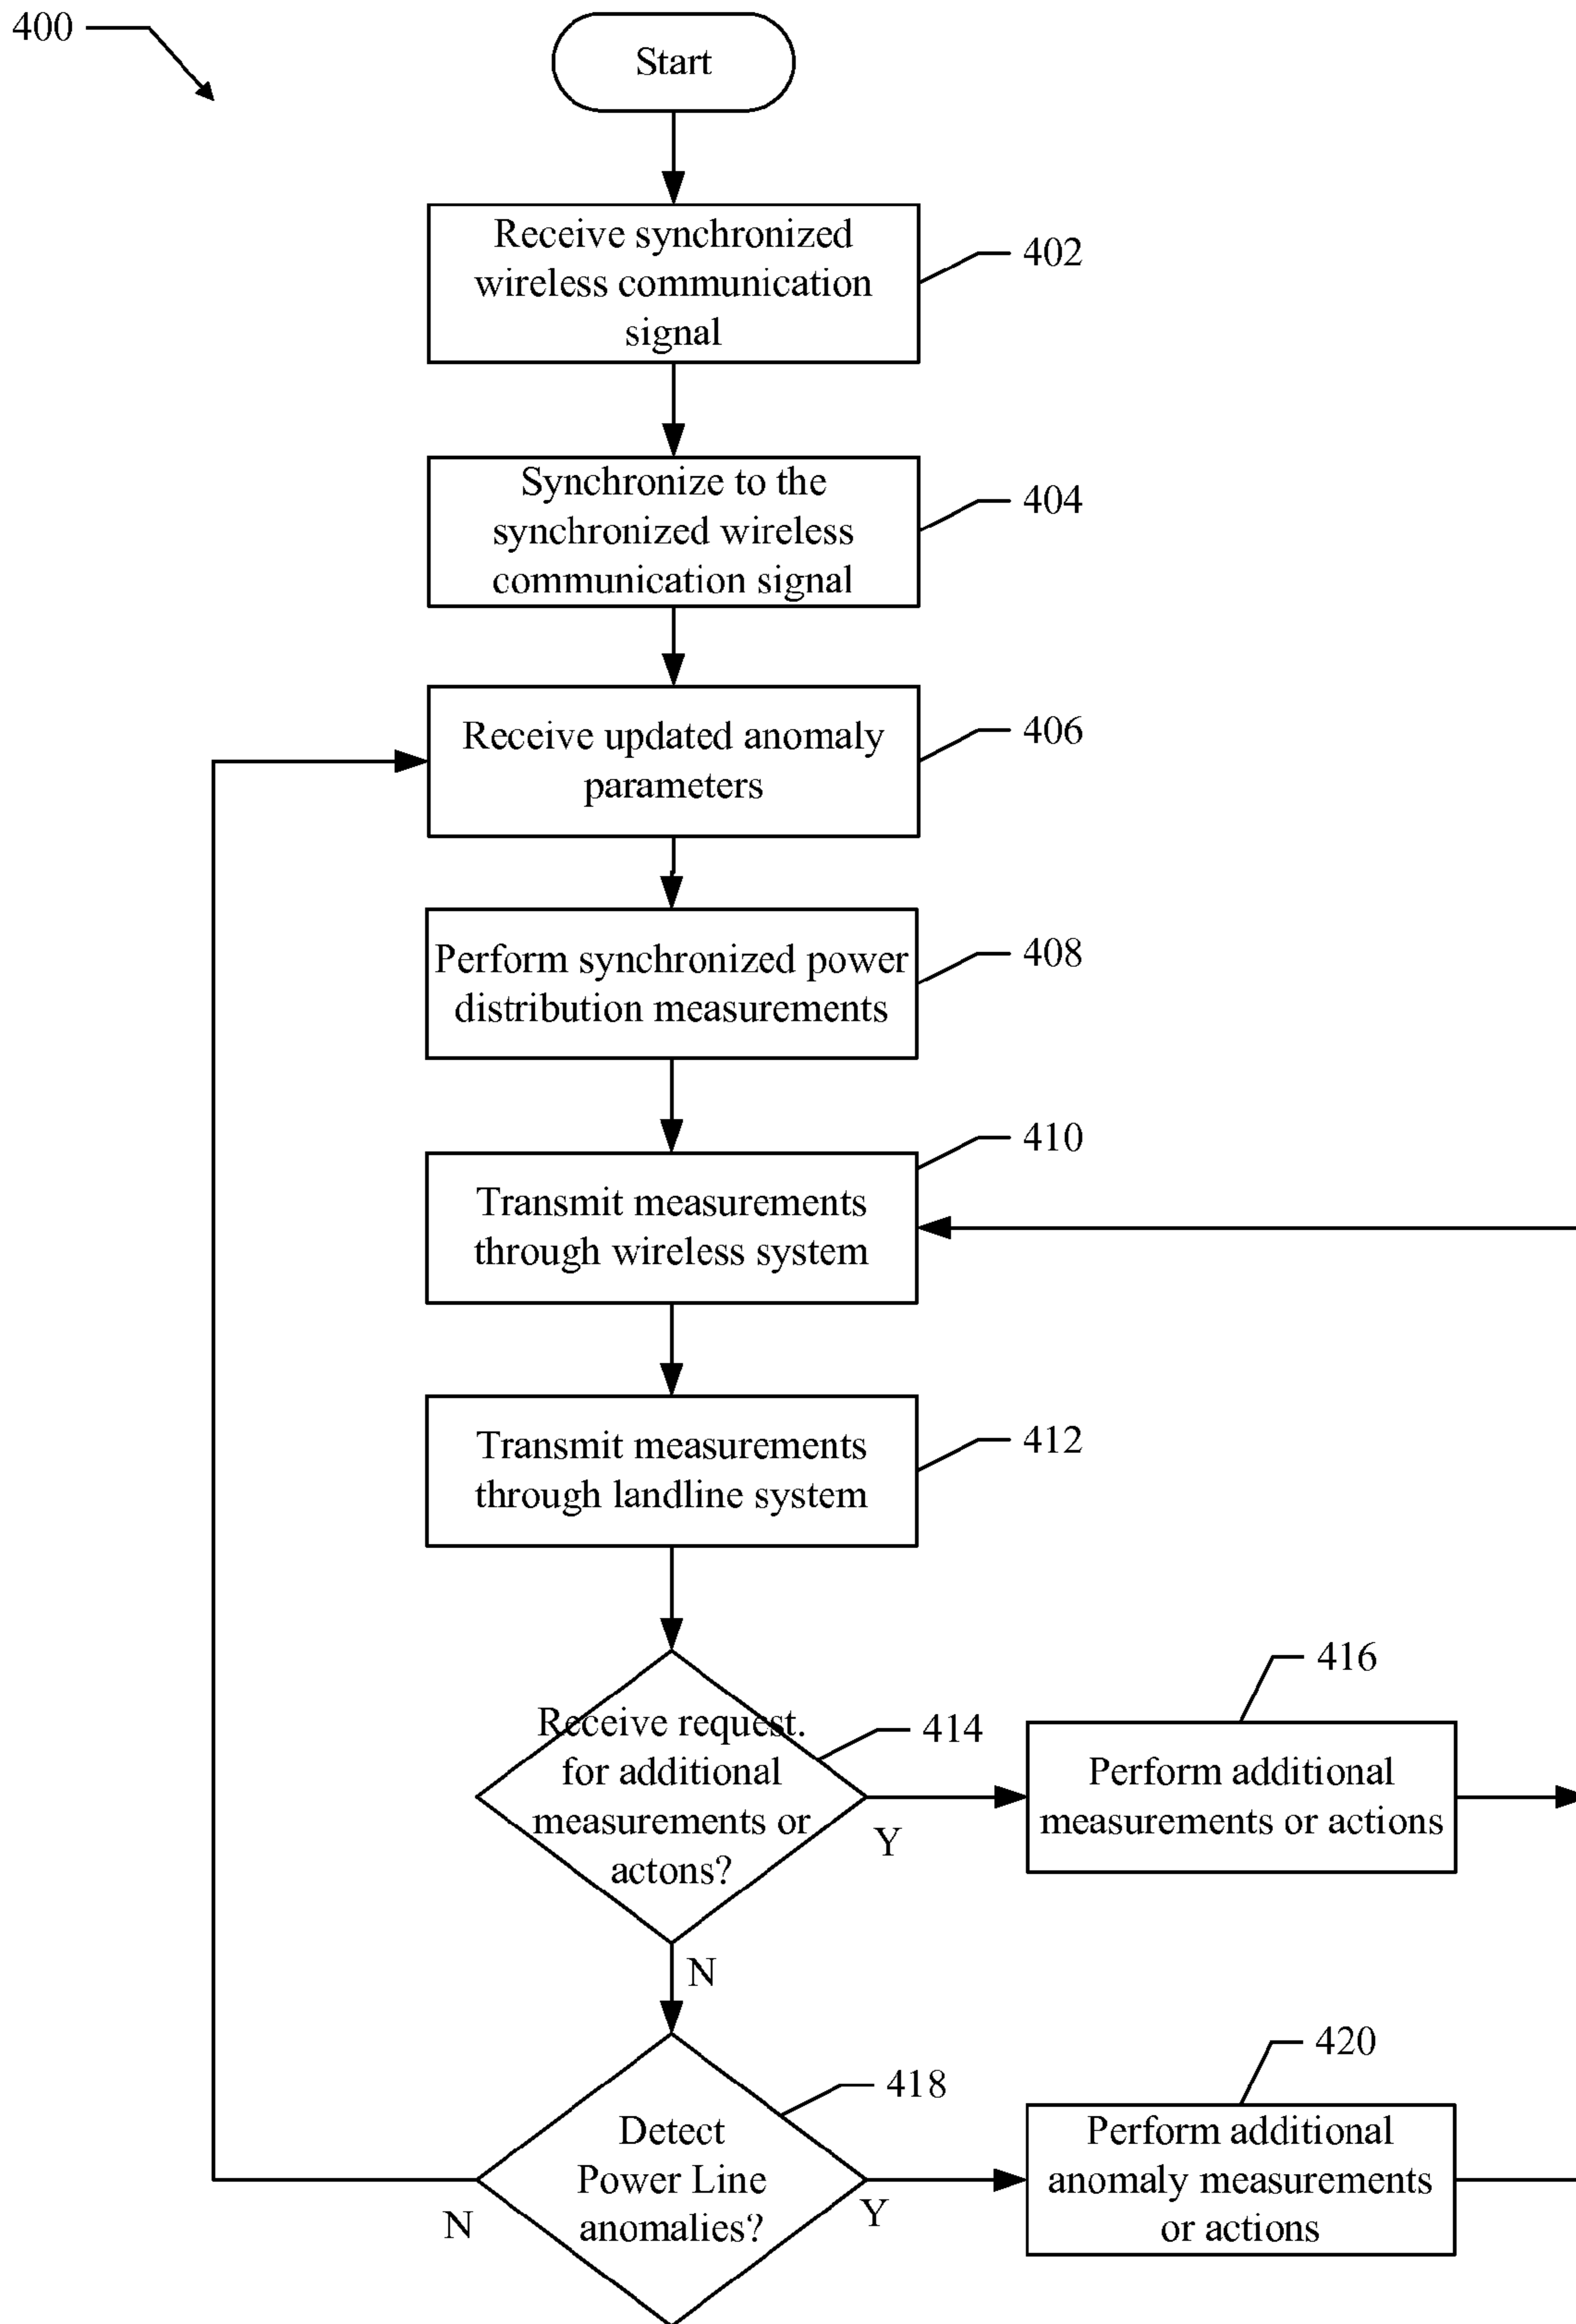 400
Start
Receive synchronized
wireless communication
signal
402
Synchronize to the
synchronized wireless
communication signal
404
Receive updated anomaly
parameters
406
Perform synchronized power
distribution measurements
408
Transmit measurements
through wireless system
410
Transmit measurements
through landline system
412
Receive request.
for additional
measurements or
actons?
414
Y
N
Perform additional
measurements or actions
416
Detect
Power Line
anomalies?
418
N
Y
Perform additional
anomaly measurements
or actions
420